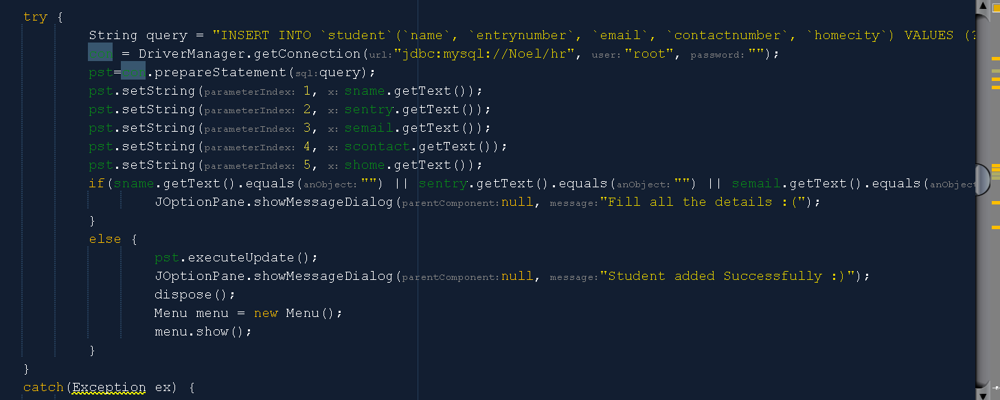 try {
String query = "INSERT INTO `student`(`name`, `entrynumber`, `email`, `contactnumber`, `homecity`) VALUES (?
= DriverManager.getConnection(url:"jdbc:mysql://Noel/hr", user:"root", password:"");
pst=.prepareStatement(sql:query);
pst.setString(parameterIndex: 1, x: sname.getText());
pst.setString(parameterIndex: 2, x: sentry.getText());
pst.setString(parameterIndex: 3, x: semail.getText());
pst.setString(parameterIndex: 4, x: scontact.getText());
pst.setString(parameterIndex: 5, x: shome.getText());
if(sname.getText().equals(anObject:"") || sentry.getText().equals(anObject:"") || semail.getText().equals(anObject
JOptionPane.showMessageDialog(parentComponent:null, message:"Fill all the details :(");
}
else {
pst.executeUpdate();
JOptionPane.showMessageDialog(parentComponent:null, message:"Student added Successfully :)");
dispose();
Menu menu = new Menu();
menu.show();
}
}
catch(Exception ex) {